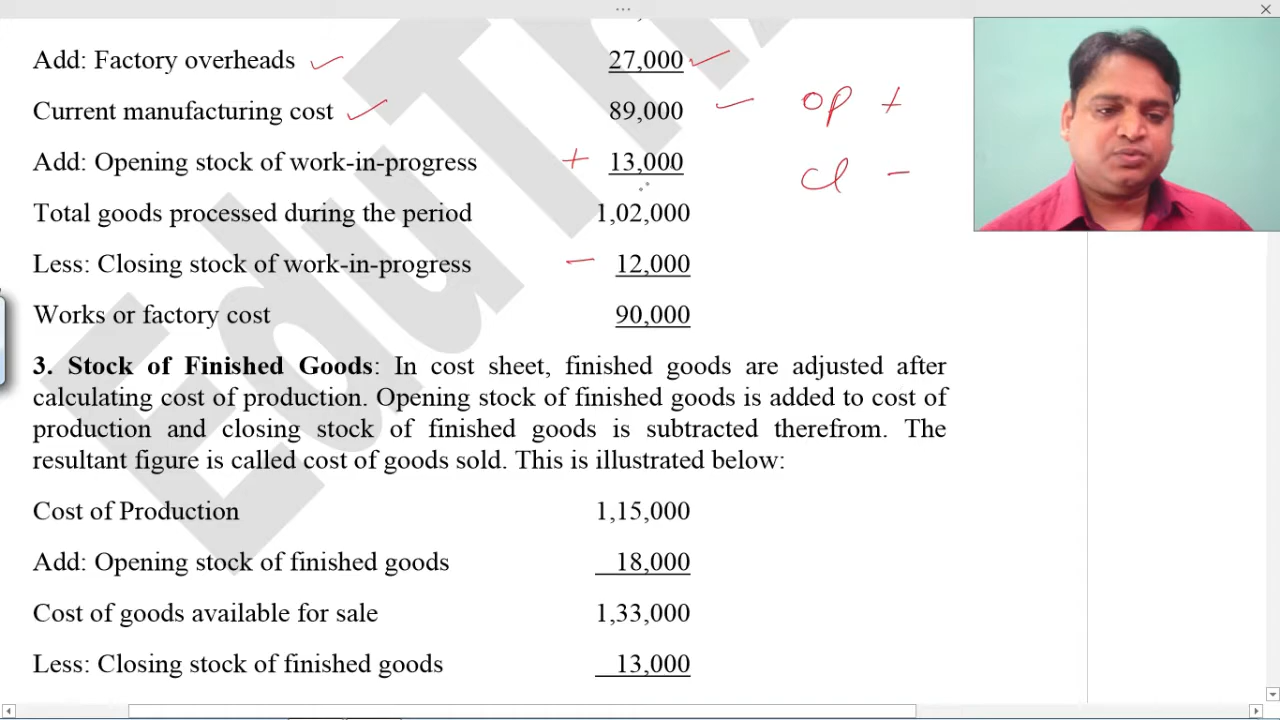 Add: Factory overheads 27,000
Current manufacturing cost 89,000 op +
Add: Opening stock of work-in-progress + 13,000
cl -
Total goods processed during the period 1,02,000
Less: Closing stock of work-in-progress - 12,000
Works or factory cost 90,000
3. Stock of Finished Goods: In cost sheet, finished goods are adjusted after
calculating cost of production. Opening stock of finished goods is added to cost of
production and closing stock of finished goods is subtracted therefrom. The
resultant figure is called cost of goods sold. This is illustrated below:
Cost of Production 1,15,000
Add: Opening stock of finished goods 18,000
Cost of goods available for sale 1,33,000
Less: Closing stock of finished goods 13,000